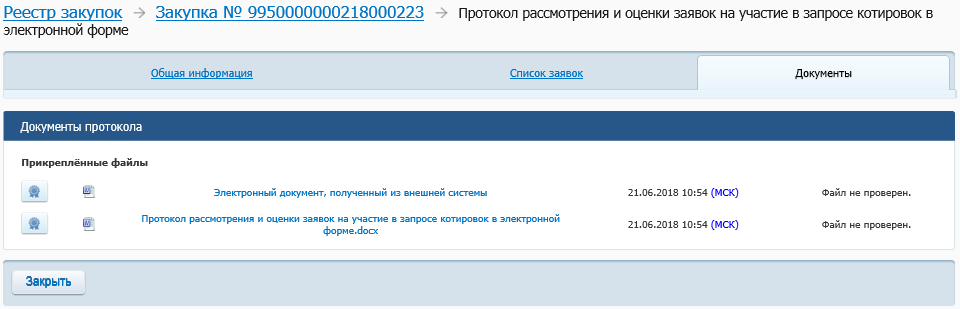 Реестр закупок → Закупка № 9950000000218000223 → Протокол рассмотрения и оценки заявок на участие в запросе котировок в
электронной форме
Общая информация Список заявок Документы
Документы протокола
Прикреплённые файлы
Электронный документ, полученный из внешней системы 21.06.2018 10:54 (МСК) Файл не проверен.
Протокол рассмотрения и оценки заявок на участие в запросе котировок в электронной
форме.docx 21.06.2018 10:54 (МСК) Файл не проверен.
Закрыть